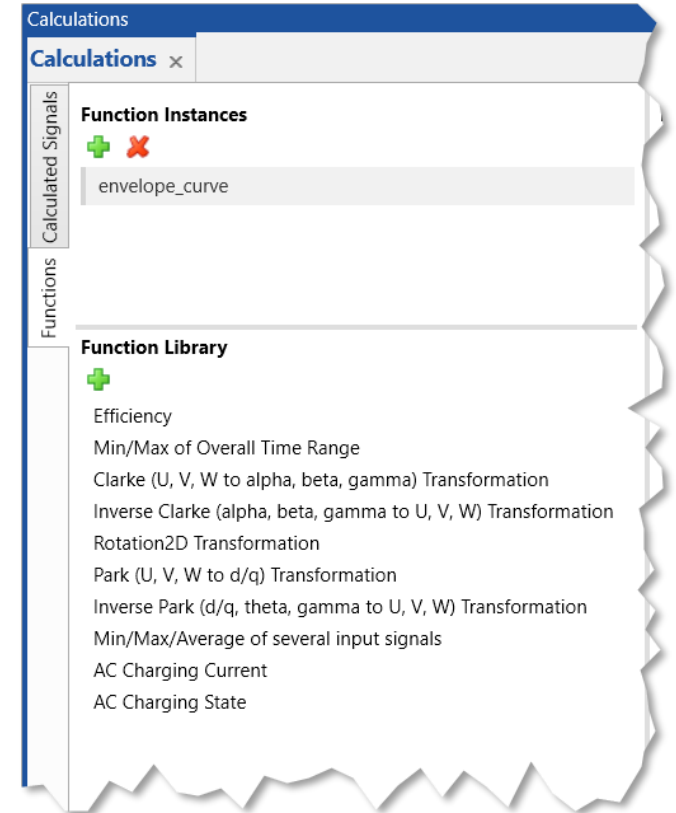 Calculations
Calculations ×
Calculated Signals
Functions
Function Instances
envelope_curve
Function Library
Efficiency
Min/Max of Overall Time Range
Clarke (U, V, W to alpha, beta, gamma) Transformation
Inverse Clarke (alpha, beta, gamma to U, V, W) Transformation
Rotation2D Transformation
Park (U, V, W to d/q) Transformation
Inverse Park (d/q, theta, gamma to U, V, W) Transformation
Min/Max/Average of several input signals
AC Charging Current
AC Charging State